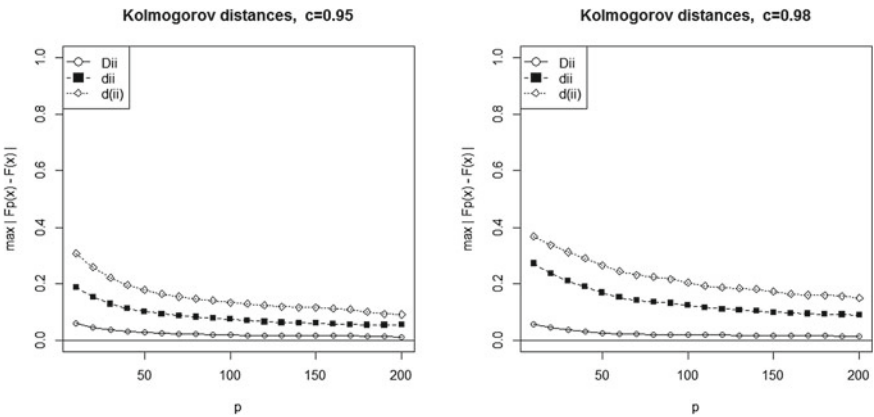 Kolmogorov distances, c=0.95
max | Fp(x) - F(x) |
1.0
0.8
0.6
0.4
0.2
0.0
Dii
dii
d(ii)
50
100
150
200
p
Kolmogorov distances, c=0.98
max | Fp(x) - F(x) |
1.0
0.8
0.6
0.4
0.2
0.0
Dii
dii
d(ii)
50
100
150
200
p